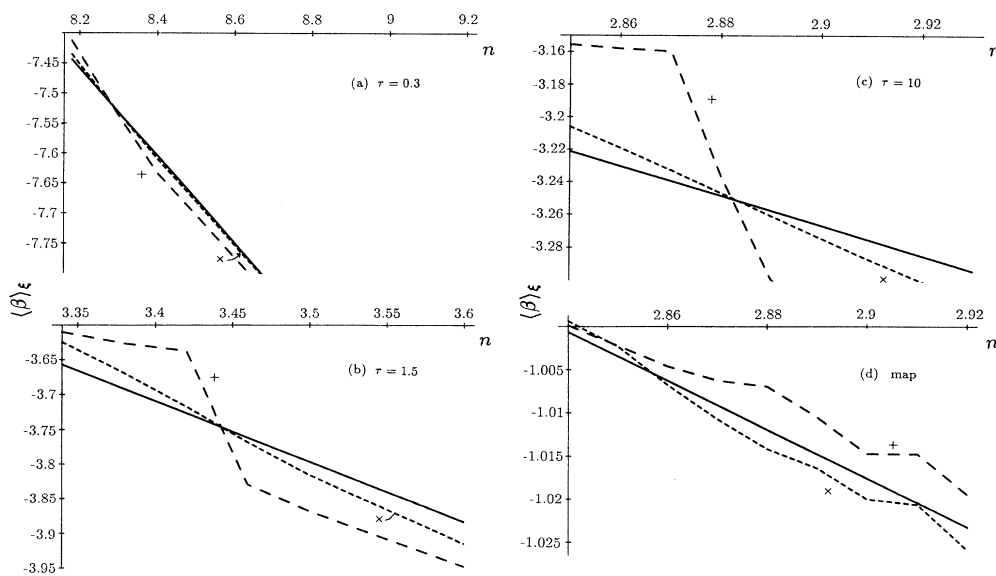 8.2 8.4 8.6 8.8 9 9.2
n
-7.45
-7.5
-7.55
-7.6
-7.65
-7.7
-7.75
(a) τ = 0.3
+
×
2.86 2.88 2.9 2.92
r
-3.16
-3.18
-3.2
-3.22
-3.24
-3.26
-3.28
(c) τ = 10
+
×
⟨β⟩ξ
3.35 3.4 3.45 3.5 3.55 3.6
n
-3.65
-3.7
-3.75
-3.8
-3.85
-3.9
-3.95
(b) τ = 1.5
+
×
⟨β⟩ξ
2.86 2.88 2.9 2.92
n
-1.005
-1.01
-1.015
-1.02
-1.025
(d) map
+
×